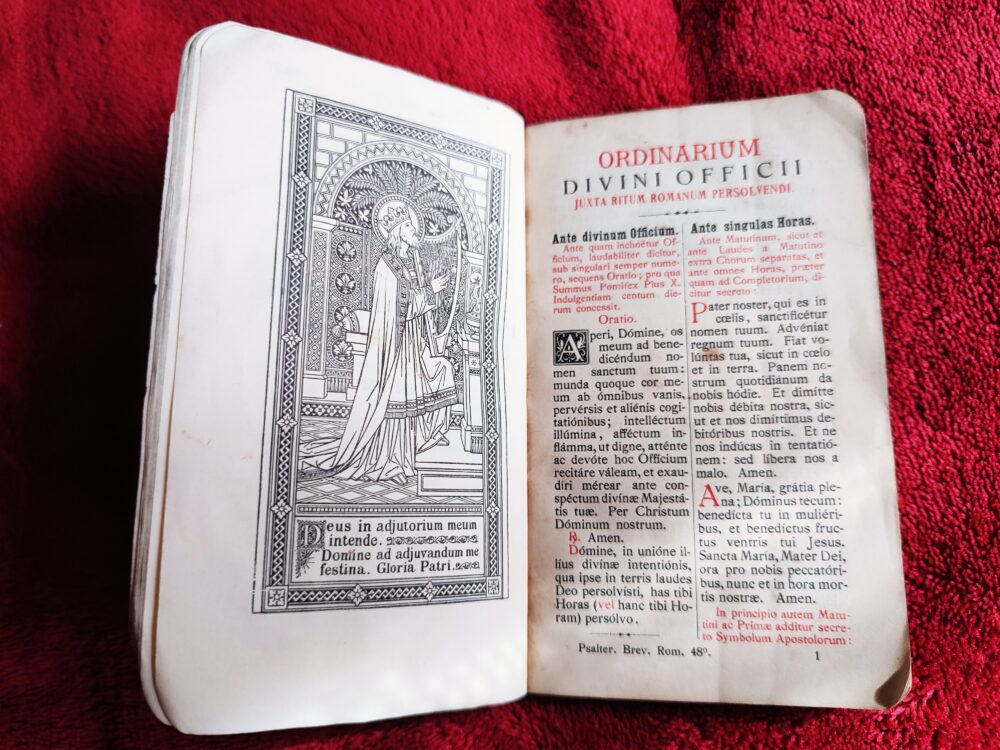 Deus in adjutorium meum
intende.
Domine ad adjuvandum me
festina. Gloria Patri.
ORDINARIUM
DIVINI OFFICII
JUXTA RITUM ROMANUM PERSOLVENDI.
Ante divinum Officium.
Ante quam inchoëtur Of-
ficium, laudabiliter dicitur,
sub singulari semper nume-
ro, sequens Oratio; pro qua
Summus Pontifex Pius X.
Indulgentiam centum die-
rum concessit.
Oratio.
Aperi, Dómine, os
meum ad bene-
dicéndum no-
men sanctum tuum:
munda quoque cor me-
um ab ómnibus vanis,
pervérsis et aliénis cogi-
tatiónibus; intelléctum
illúmina, afféctum in-
flámma, ut digne, atténte
ac devóte hoc Officium
recitáre váleam, et exau-
díri mérear ante con-
spéctum divínæ Majestá-
tis tuæ. Per Christum
Dóminum nostrum.
℟. Amen.
Dómine, in unióne il-
líus divínæ intentiónis,
qua ipse in terris laudes
Deo persolvísti, has tibi
Horas (vel hanc tibi Ho-
ram) persólvo.
Psalter. Brev. Rom. 48º.
Ante singulas Horas.
Ante Matutinum, sicut et
ante Laudes a Matutino
extra Chorum separatas, et
ante omnes Horas, præter
quam ad Completorium, di-
citur secreto:
Pater noster, qui es in
cœlis, sanctificétur
nomen tuum. Advéniat
regnum tuum. Fiat vo-
lúntas tua, sicut in cœlo
et in terra. Panem no-
strum quotidiánum da
nobis hódie. Et dimítte
nobis débita nostra, sic-
ut et nos dimíttimus de-
bitóribus nostris. Et ne
nos indúcas in tentatió-
nem: sed líbera nos a
malo. Amen.
Ave, María, grátia ple-
na; Dóminus tecum:
benedícta tu in muliéri-
bus, et benedíctus fruc-
tus ventris tui Jesus.
Sancta María, Mater Dei,
ora pro nobis peccatóri-
bus, nunc et in hora mor-
tis nostræ. Amen.
In principio autem Matu-
tini ac Primæ additur secre-
to Symbolum Apostolorum:
1